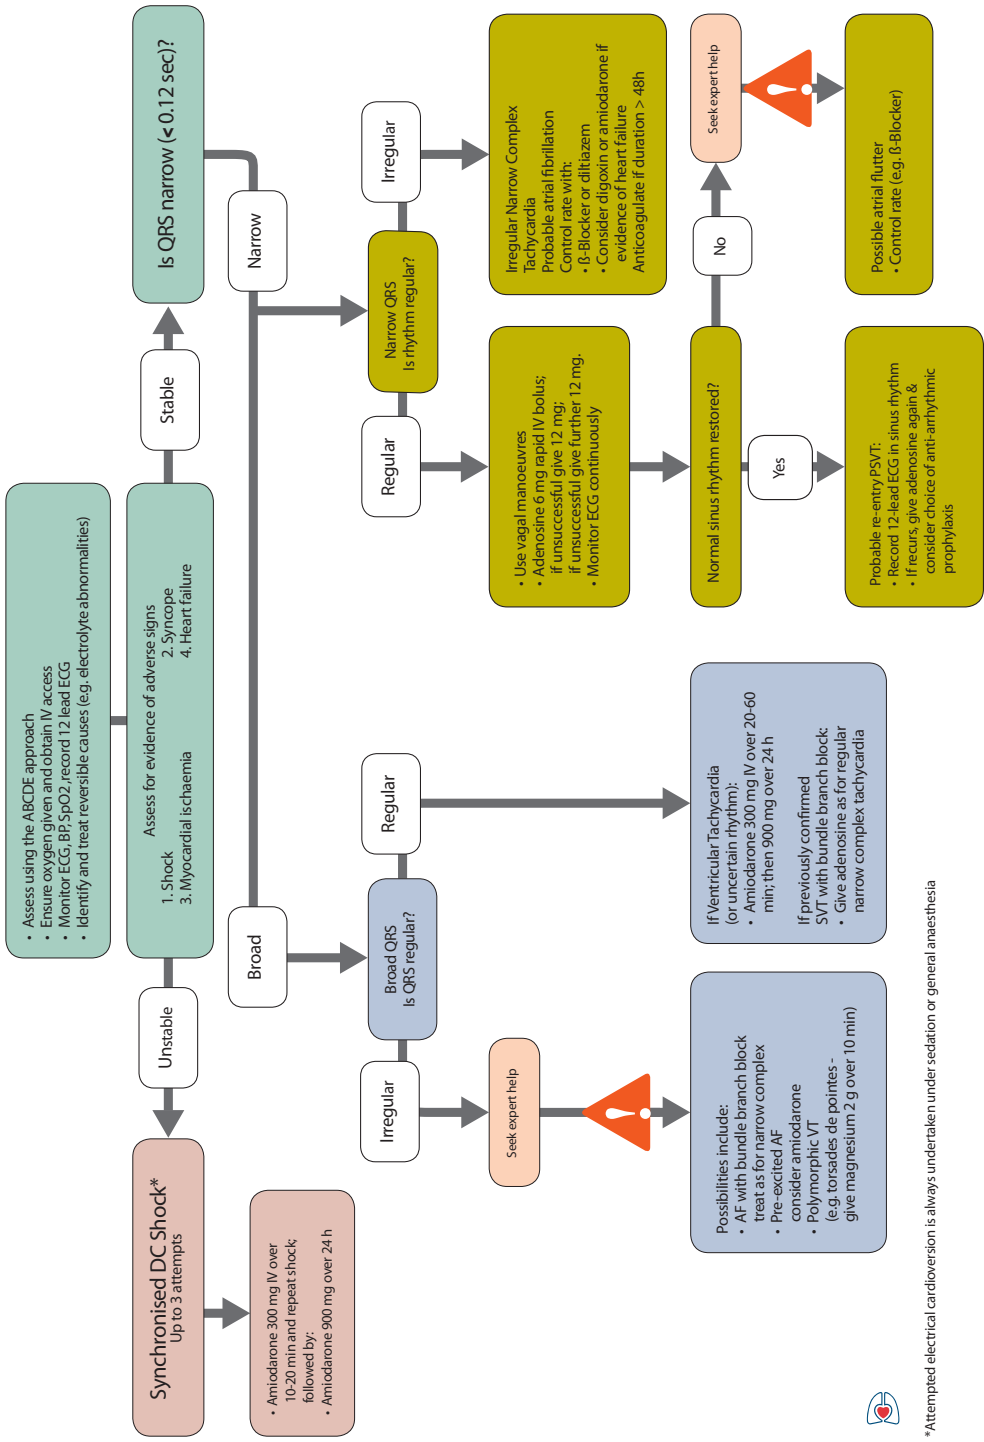 • Assess using the ABCDE approach
• Ensure oxygen given and obtain IV access
• Monitor ECG, BP, SpO2 ,record 12 lead ECG
• Identify and treat reversible causes (e.g. electrolyte abnormalities)
Assess for evidence of adverse signs
1. Shock 2. Syncope
3. Myocardial ischaemia 4. Heart failure
Unstable
Stable
Synchronised DC Shock*
Up to 3 attempts
• Amiodarone 300 mg IV over
10-20 min and repeat shock;
followed by:
• Amiodarone 900 mg over 24 h
Is QRS narrow (< 0.12 sec)?
Broad
Narrow
Broad QRS
Is QRS regular?
Irregular
Regular
Seek expert help
Possibilities include:
• AF with bundle branch block
treat as for narrow complex
• Pre-excited AF
consider amiodarone
• Polymorphic VT
(e.g. torsades de pointes -
give magnesium 2 g over 10 min)
If Ventricular Tachycardia
(or uncertain rhythm):
• Amiodarone 300 mg IV over 20-60
min; then 900 mg over 24 h
If previously confirmed
SVT with bundle branch block:
• Give adenosine as for regular
narrow complex tachycardia
Narrow QRS
Is rhythm regular?
Regular
Irregular
• Use vagal manoeuvres
• Adenosine 6 mg rapid IV bolus;
if unsuccessful give 12 mg;
if unsuccessful give further 12 mg.
• Monitor ECG continuously
Irregular Narrow Complex
Tachycardia
Probable atrial fibrillation
Control rate with:
• ß-Blocker or diltiazem
• Consider digoxin or amiodarone if
evidence of heart failure
Anticoagulate if duration > 48h
Normal sinus rhythm restored?
Yes
No
Seek expert help
Probable re-entry PSVT:
• Record 12-lead ECG in sinus rhythm
• If recurs, give adenosine again &
consider choice of anti-arrhythmic
prophylaxis
Possible atrial flutter
• Control rate (e.g. ß-Blocker)
*Attempted electrical cardioversion is always undertaken under sedation or general anaesthesia